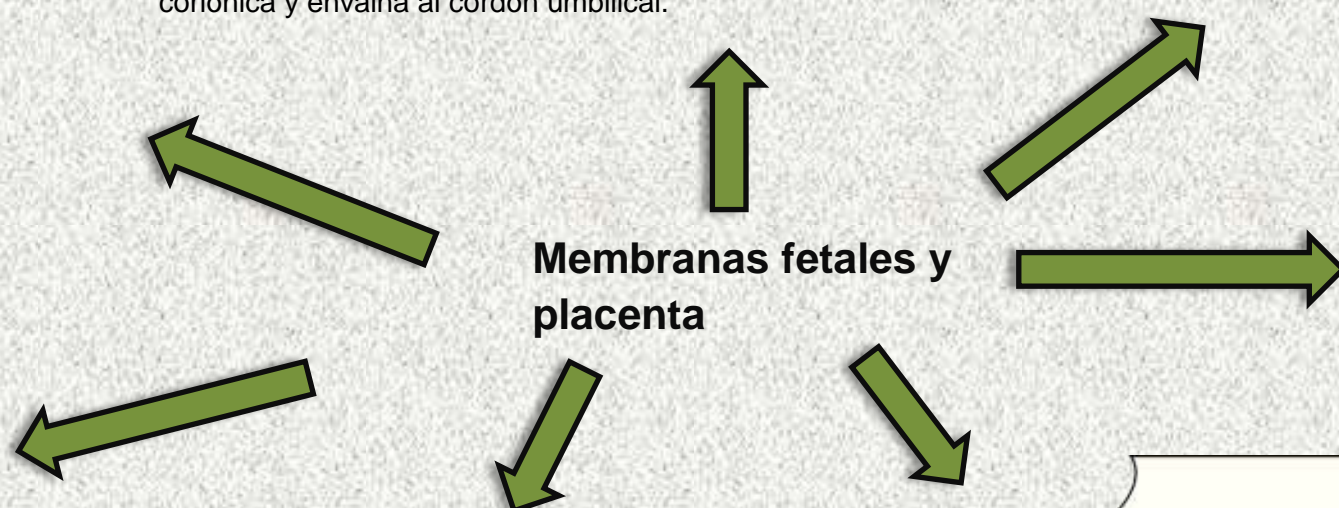 coriónica y envaina al cordón umbilical.
Membranas fetales y
placenta